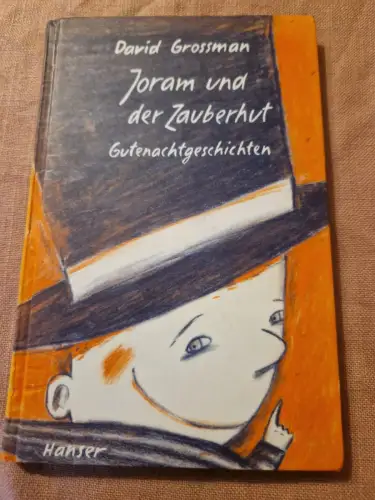 David Grossman
Joram und
der Zauberhut
Gutenachtgeschichten
Hanser